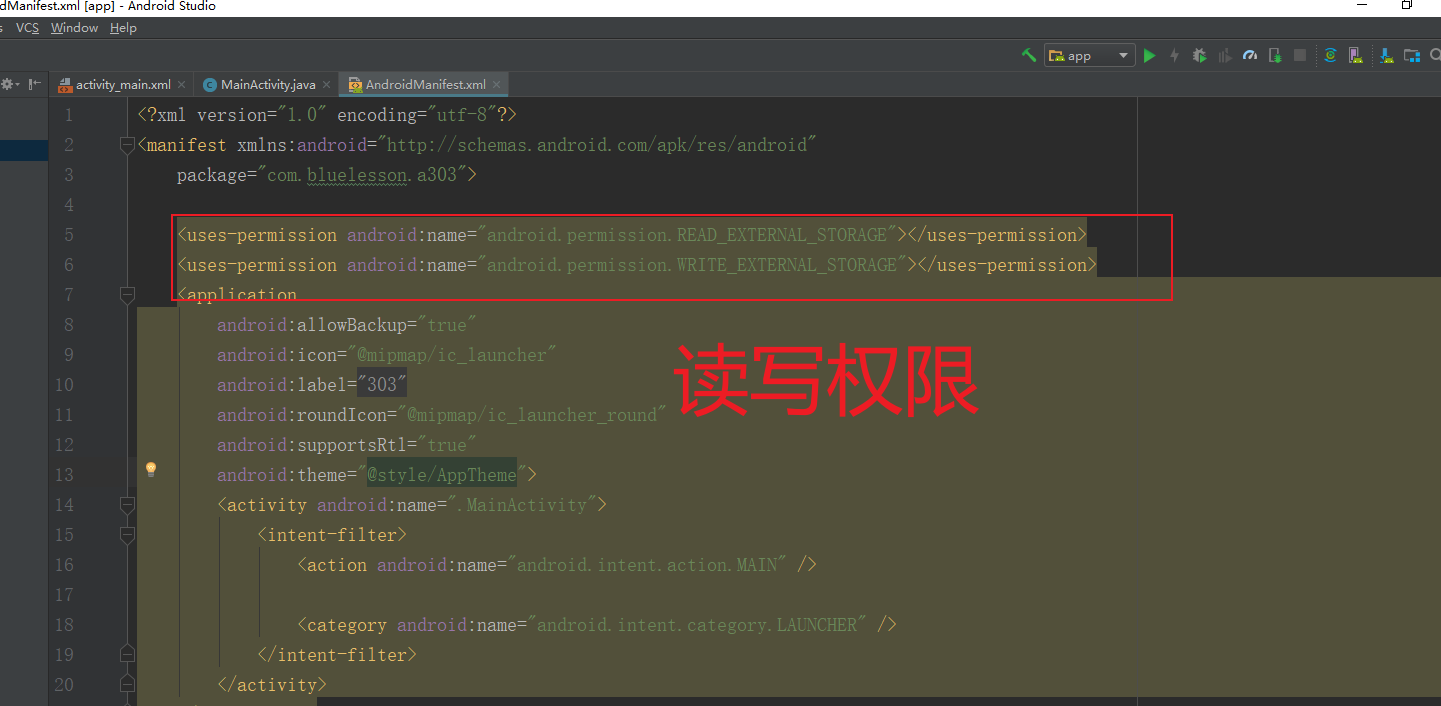 dManifest.xml [app] - Android Studio
s VCS Window Help
app
activity_main.xml MainActivity.java AndroidManifest.xml
1 <?xml version="1.0" encoding="utf-8"?>
2 <manifest xmlns:android="http://schemas.android.com/apk/res/android"
3 package="com.bluelesson.a303">
4
5 <uses-permission android:name="android.permission.READ_EXTERNAL_STORAGE"></uses-permission>
6 <uses-permission android:name="android.permission.WRITE_EXTERNAL_STORAGE"></uses-permission>
7 <application
8 android:allowBackup="true"
9 android:icon="@mipmap/ic_launcher"
10 android:label="303"
读写权限
11 android:roundIcon="@mipmap/ic_launcher_round"
12 android:supportsRtl="true"
13 android:theme="@style/AppTheme">
14 <activity android:name=".MainActivity">
15 <intent-filter>
16 <action android:name="android.intent.action.MAIN" />
17
18 <category android:name="android.intent.category.LAUNCHER" />
19 </intent-filter>
20 </activity>